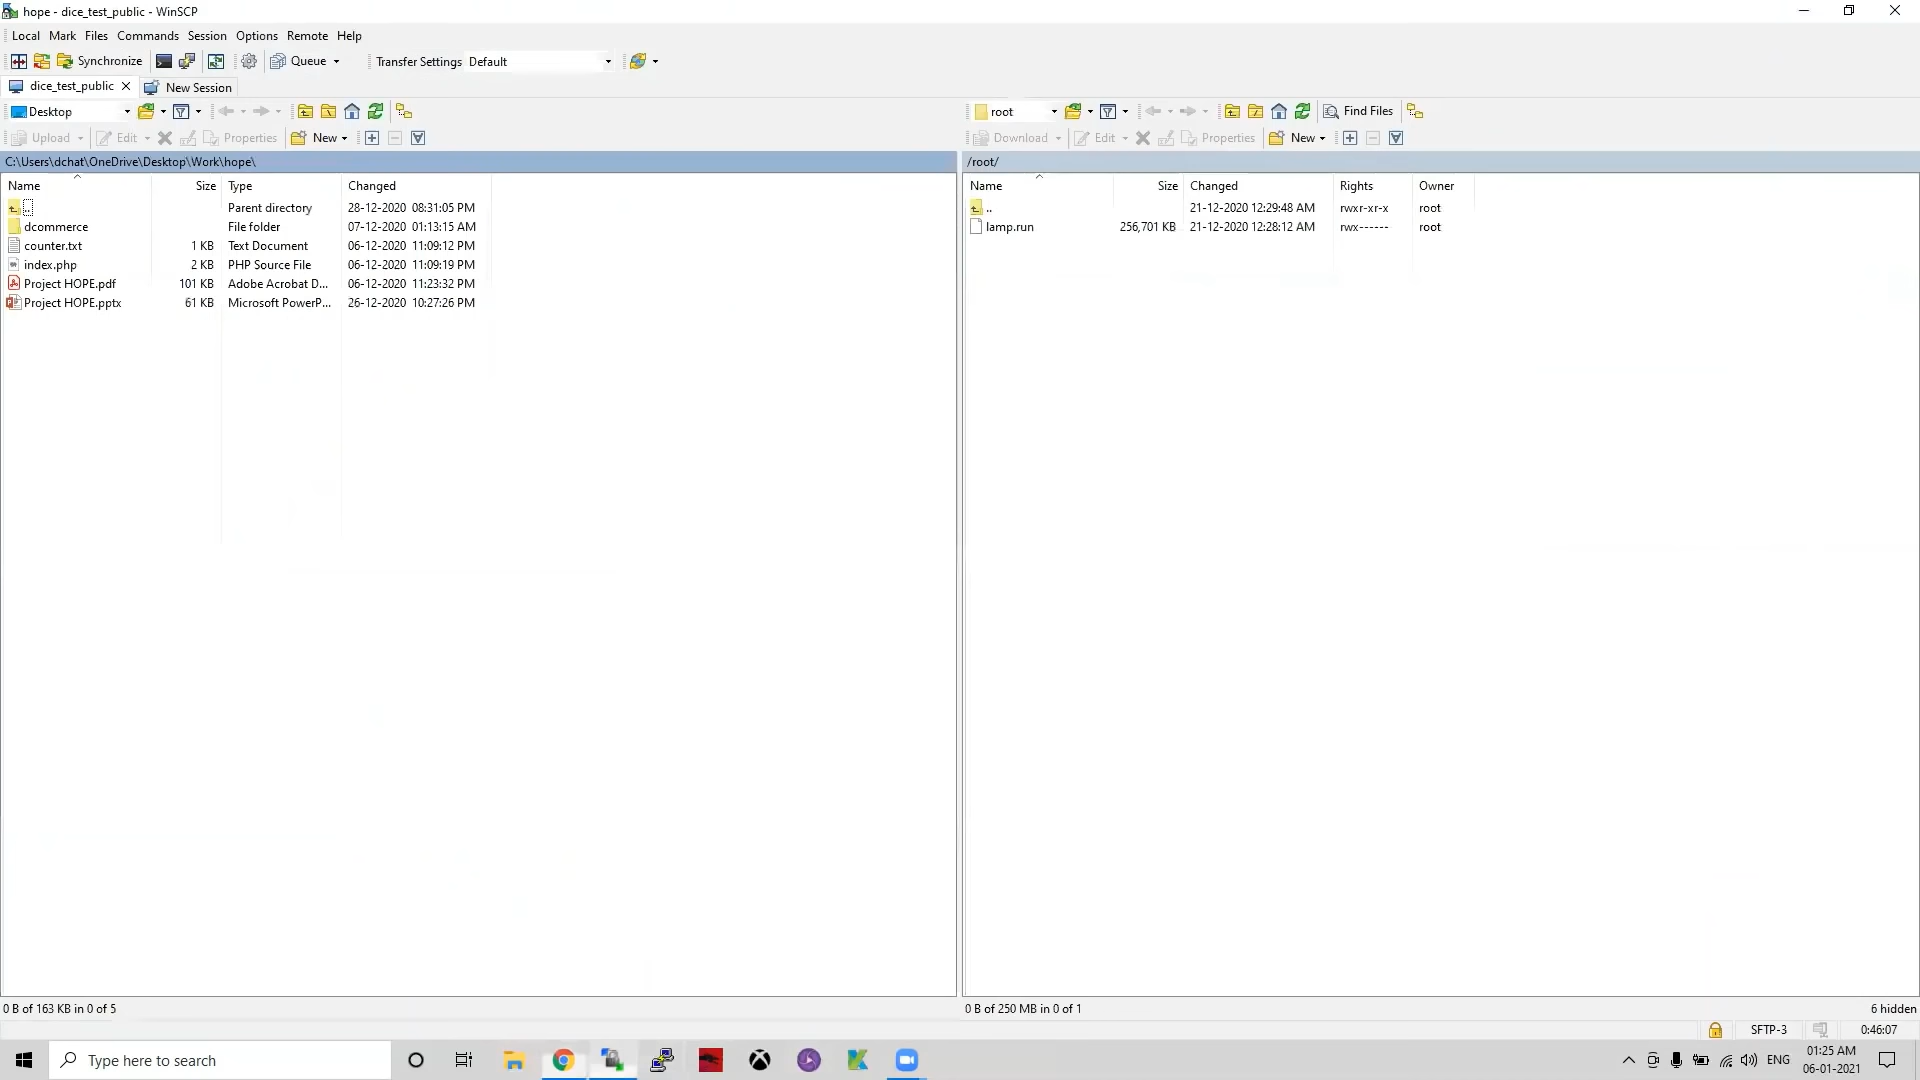 hope - dice_test_public - WinSCP
Local Mark Files Commands Session Options Remote Help
Synchronize Queue Transfer Settings Default
dice_test_public New Session
Desktop
Upload Edit Properties New
C:\Users\dchat\OneDrive\Desktop\Work\hope\
Name Size Type Changed
.. Parent directory 28-12-2020 08:31:05 PM
dcommerce File folder 07-12-2020 01:13:15 AM
counter.txt 1 KB Text Document 06-12-2020 11:09:12 PM
index.php 2 KB PHP Source File 06-12-2020 11:09:19 PM
Project HOPE.pdf 101 KB Adobe Acrobat D... 06-12-2020 11:23:32 PM
Project HOPE.pptx 61 KB Microsoft PowerP... 26-12-2020 10:27:26 PM
0 B of 163 KB in 0 of 5
root Find Files
Download Edit Properties New
/root/
Name Size Changed Rights Owner
.. 21-12-2020 12:29:48 AM rwxr-xr-x root
lamp.run 256,701 KB 21-12-2020 12:28:12 AM rwx------ root
0 B of 250 MB in 0 of 1 6 hidden
SFTP-3 0:46:07
Type here to search ENG 01:25 AM
06-01-2021